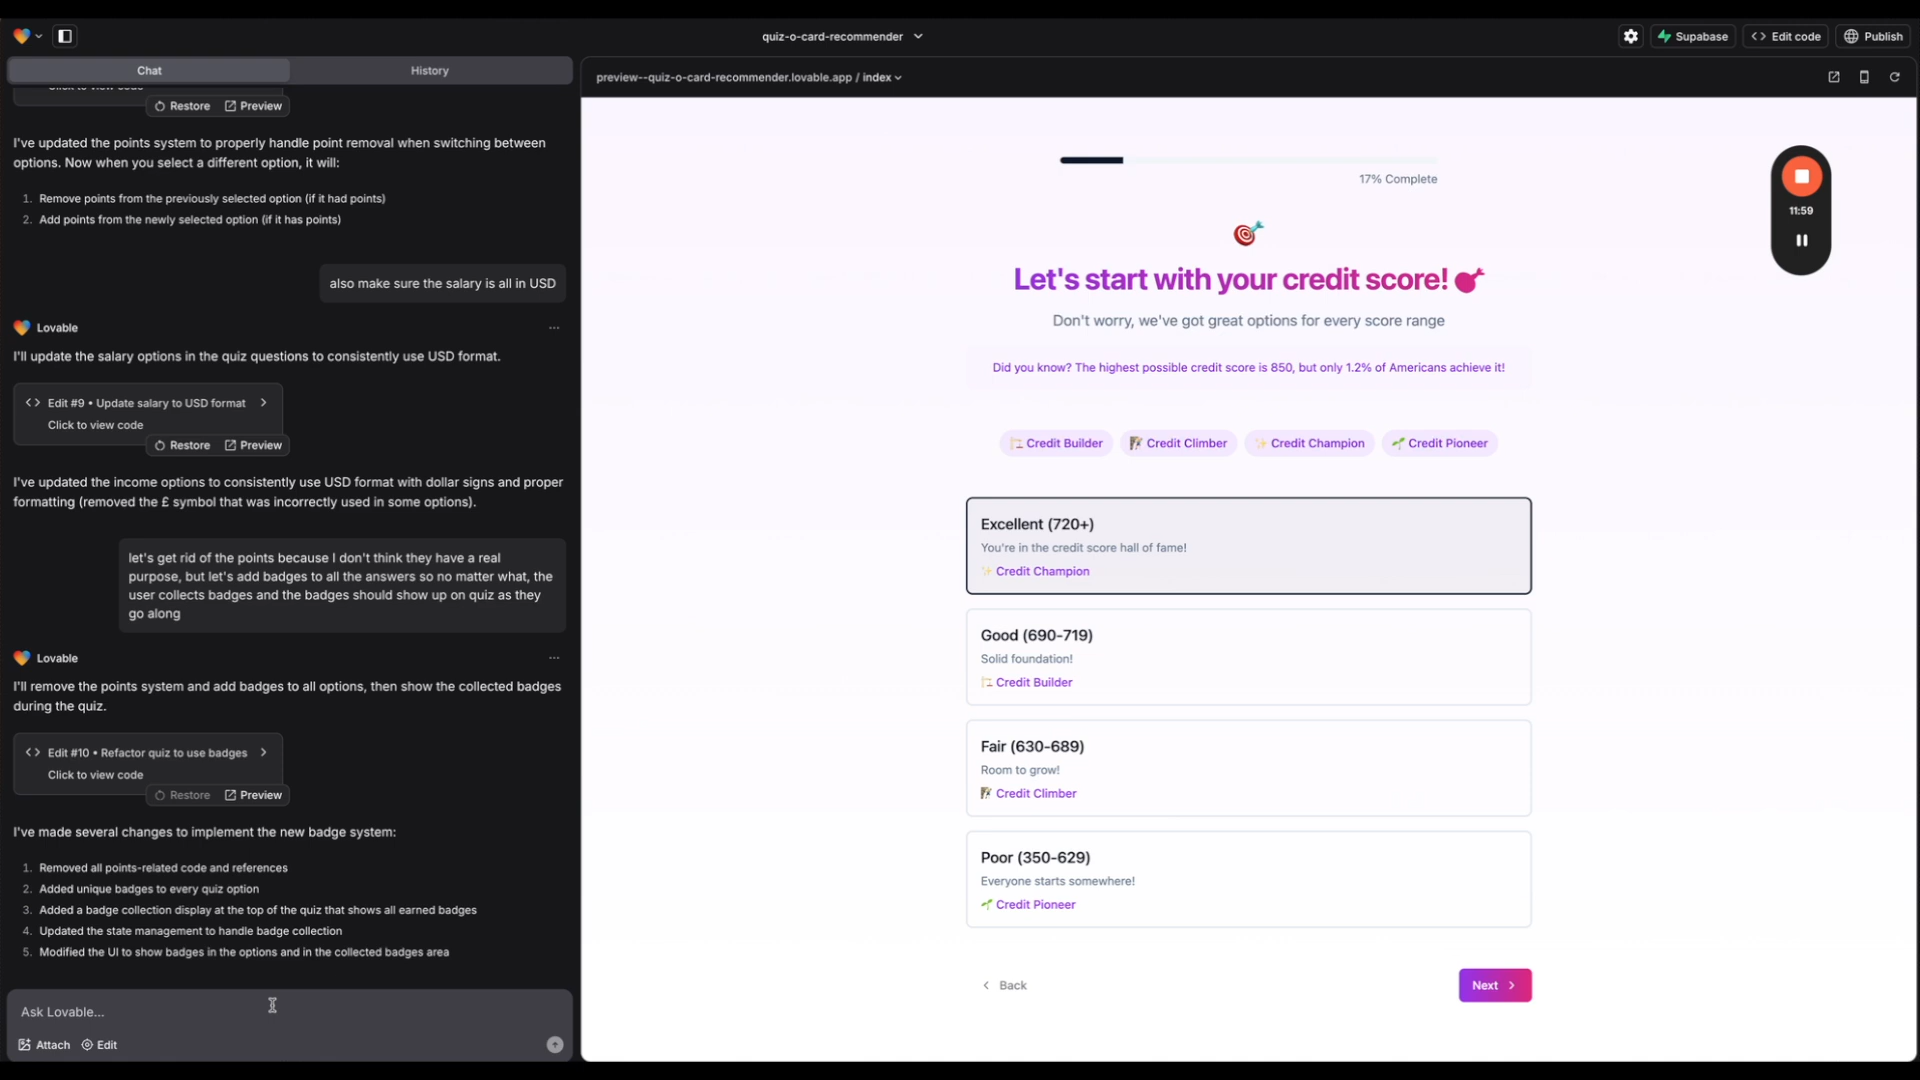 quiz-o-card-recommender
Supabase
Edit code
Publish
Chat
History
preview--quiz-o-card-recommender.lovable.app / index
Restore
Preview
I've updated the points system to properly handle point removal when switching between
options. Now when you select a different option, it will:
1. Remove points from the previously selected option (if it had points)
2. Add points from the newly selected option (if it has points)
also make sure the salary is all in USD
Lovable
I'll update the salary options in the quiz questions to consistently use USD format.
Edit #9 • Update salary to USD format
Click to view code
Restore
Preview
I've updated the income options to consistently use USD format with dollar signs and proper
formatting (removed the £ symbol that was incorrectly used in some options).
let's get rid of the points because I don't think they have a real
purpose, but let's add badges to all the answers so no matter what, the
user collects badges and the badges should show up on quiz as they
go along
Lovable
I'll remove the points system and add badges to all options, then show the collected badges
during the quiz.
Edit #10 • Refactor quiz to use badges
Click to view code
Restore
Preview
I've made several changes to implement the new badge system:
1. Removed all points-related code and references
2. Added unique badges to every quiz option
3. Added a badge collection display at the top of the quiz that shows all earned badges
4. Updated the state management to handle badge collection
5. Modified the UI to show badges in the options and in the collected badges area
Ask Lovable...
Attach
Edit
17% Complete
Let's start with your credit score!
Don't worry, we've got great options for every score range
Did you know? The highest possible credit score is 850, but only 1.2% of Americans achieve it!
Credit Builder
Credit Climber
Credit Champion
Credit Pioneer
Excellent (720+)
You're in the credit score hall of fame!
Credit Champion
Good (690-719)
Solid foundation!
Credit Builder
Fair (630-689)
Room to grow!
Credit Climber
Poor (350-629)
Everyone starts somewhere!
Credit Pioneer
Back
Next
11:59